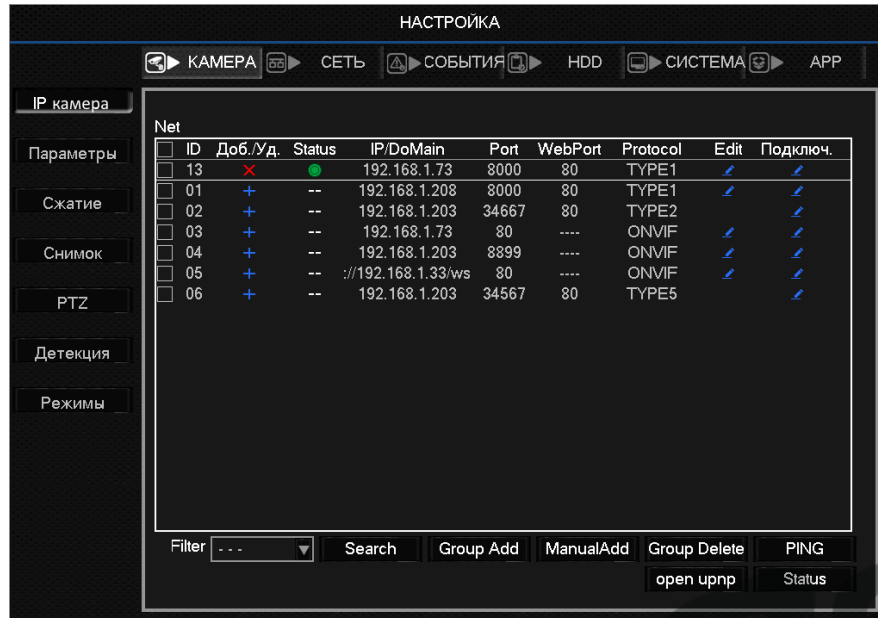 НАСТРОЙКА
КАМЕРА СЕТЬ СОБЫТИЯ HDD СИСТЕМА APP
IP камера
Параметры
Сжатие
Снимок
PTZ
Детекция
Режимы
Net
ID Доб./Уд. Status IP/DoMain Port WebPort Protocol Edit Подключ.
13 192.168.1.73 8000 80 TYPE1
01 + -- 192.168.1.208 8000 80 TYPE1
02 + -- 192.168.1.203 34667 80 TYPE2
03 + -- 192.168.1.73 80 ---- ONVIF
04 + -- 192.168.1.203 8899 ---- ONVIF
05 + -- ://192.168.1.33/ws 80 ---- ONVIF
06 + -- 192.168.1.203 34567 80 TYPE5
Filter --- Search Group Add ManualAdd Group Delete PING
open upnp Status